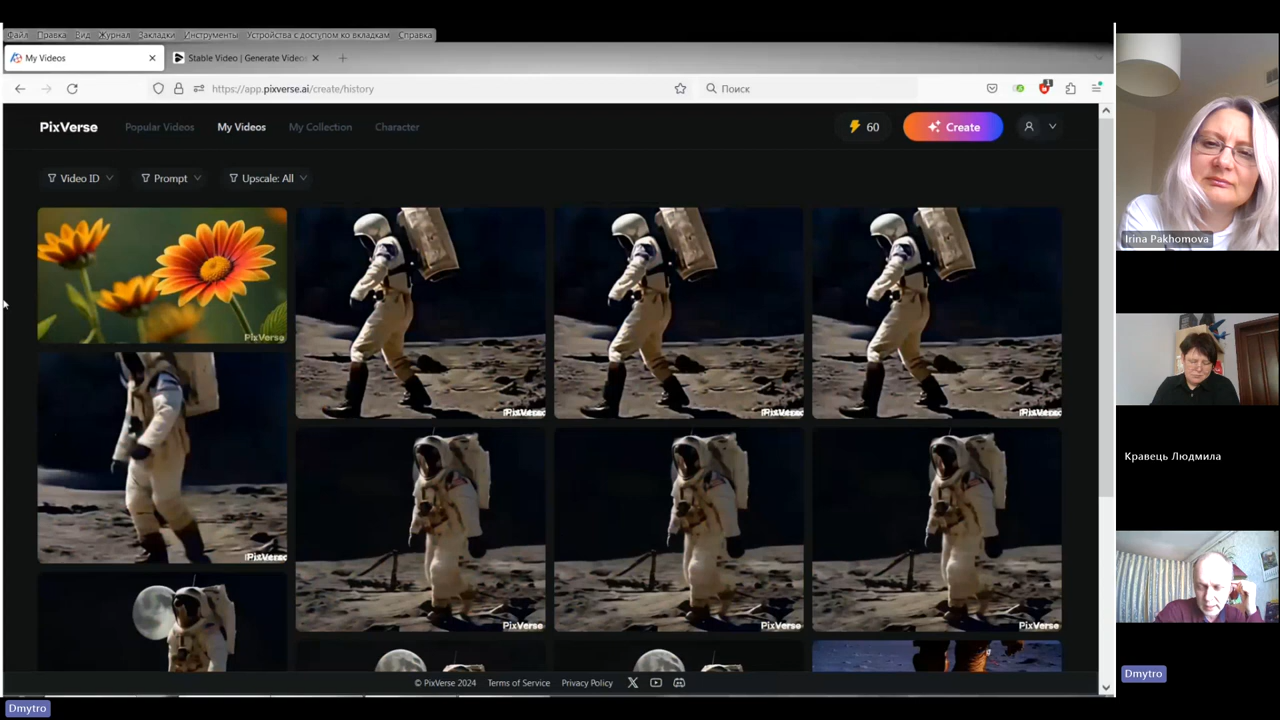 Файл Правка Вид Журнал Закладки Инструменты Устройства с доступом ко вкладкам Справка
My Videos
Stable Video | Generate Videos
https://app.pixverse.ai/create/history
Поиск
1
PixVerse
Popular Videos
My Videos
My Collection
Character
60
Create
Video ID
Prompt
Upscale: All
PixVerse
PixVerse
PixVerse
PixVerse
PixVerse
PixVerse
PixVerse
PixVerse
© PixVerse 2024
Terms of Service
Privacy Policy
Irina Pakhomova
Кравець Людмила
Dmytro
Dmytro